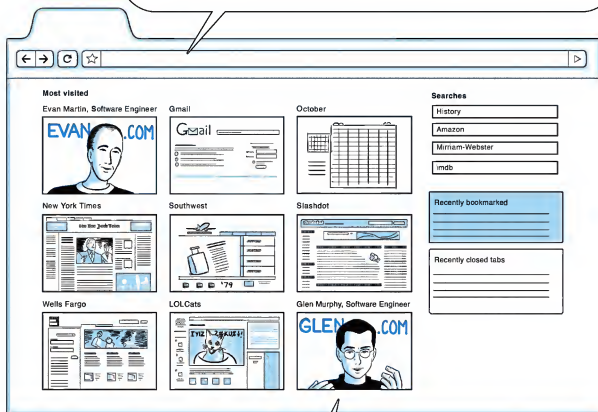 Most visited
Searches
Evan Martin, Software Engineer
Gmail
October
EVAN .COM
Gmail
History
Amazon
Mirriam-Webster
imdb
New York Times
Southwest
Slashdot
Recently bookmarked
'79
Recently closed tabs
Wells Fargo
LOLCats
Glen Murphy, Software Engineer
GLEN .COM